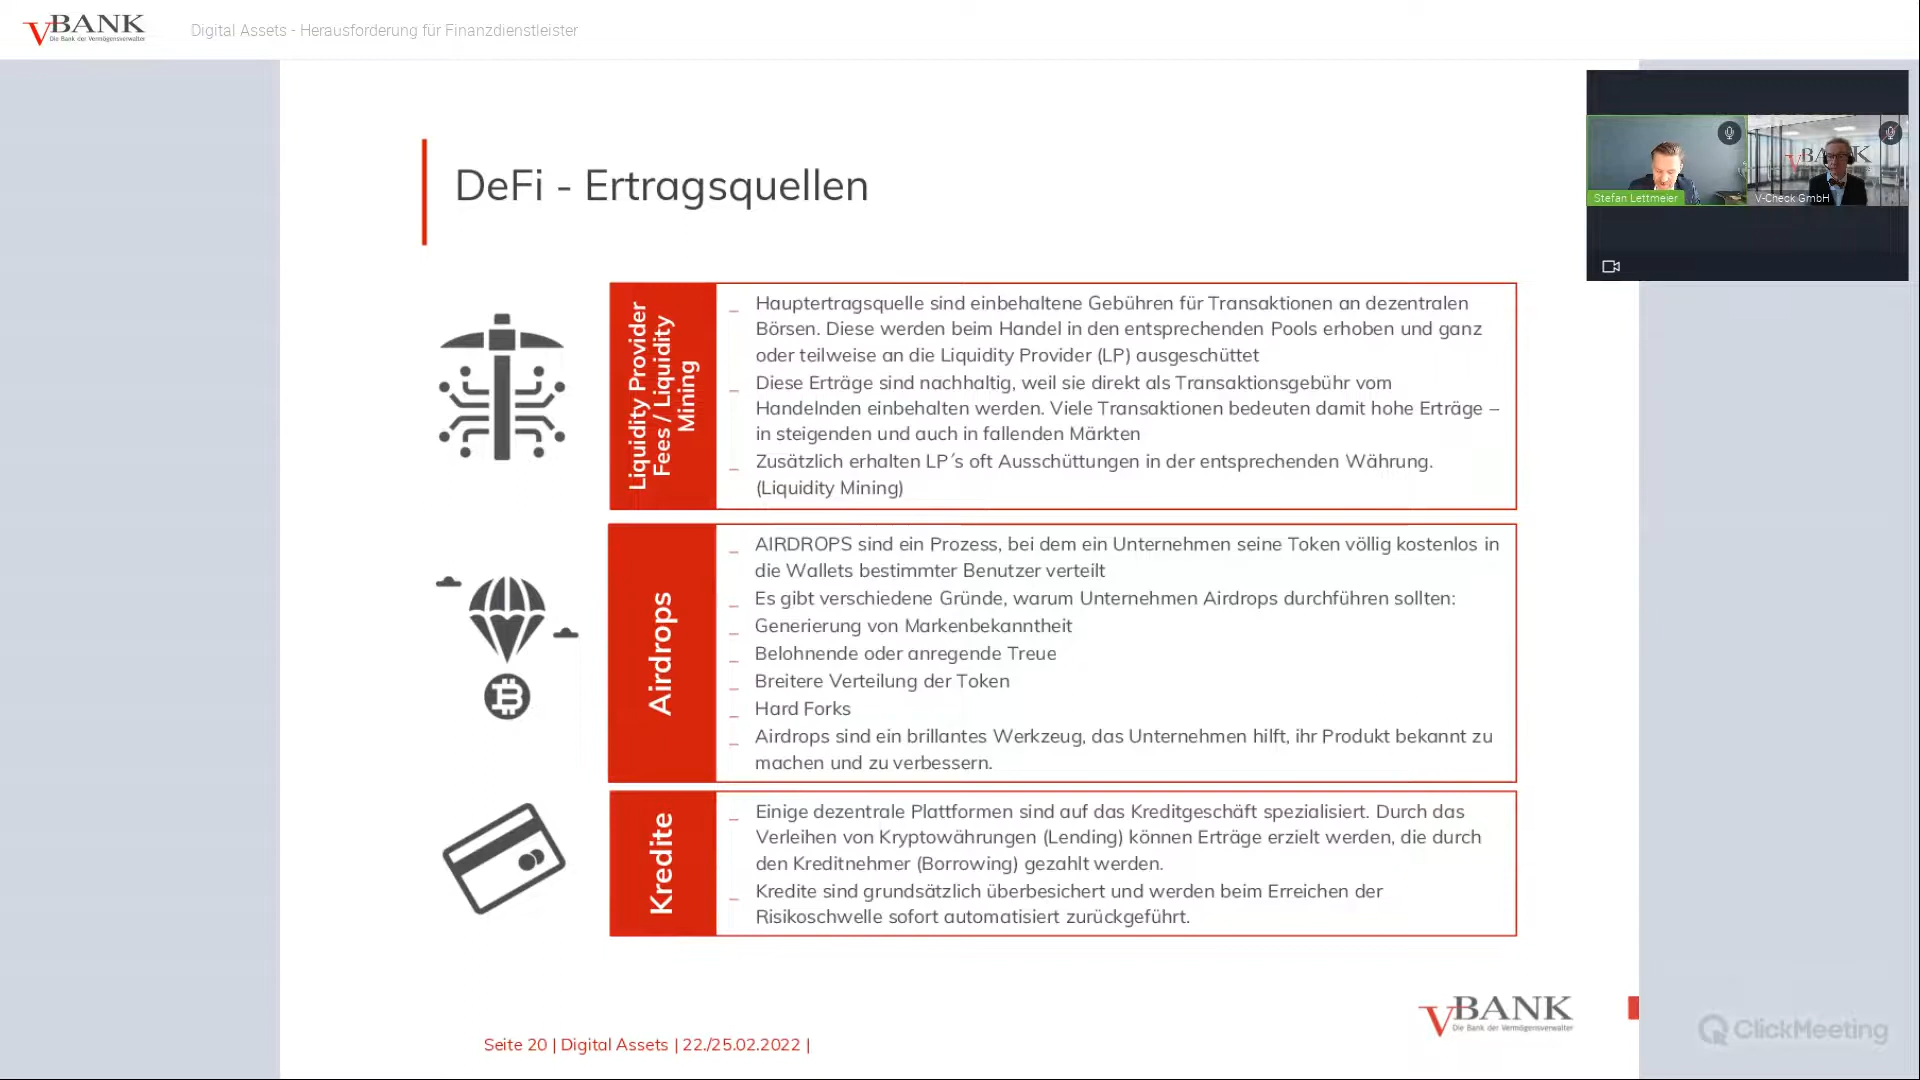 VBANK
Die Bank der Vermögensverwalter
Digital Assets - Herausforderung für Finanzdienstleister
Stefan Lettmeier
VBANK
V-Check GmbH
DeFi - Ertragsquellen
Liquidity Provider
Fees / Liquidity
Mining
_ Hauptertragsquelle sind einbehaltene Gebühren für Transaktionen an dezentralen
Börsen. Diese werden beim Handel in den entsprechenden Pools erhoben und ganz
oder teilweise an die Liquidity Provider (LP) ausgeschüttet
_ Diese Erträge sind nachhaltig, weil sie direkt als Transaktionsgebühr vom
Handelnden einbehalten werden. Viele Transaktionen bedeuten damit hohe Erträge –
in steigenden und auch in fallenden Märkten
_ Zusätzlich erhalten LP´s oft Ausschüttungen in der entsprechenden Währung.
(Liquidity Mining)
Airdrops
_ AIRDROPS sind ein Prozess, bei dem ein Unternehmen seine Token völlig kostenlos in
die Wallets bestimmter Benutzer verteilt
_ Es gibt verschiedene Gründe, warum Unternehmen Airdrops durchführen sollten:
_ Generierung von Markenbekanntheit
_ Belohnende oder anregende Treue
_ Breitere Verteilung der Token
_ Hard Forks
_ Airdrops sind ein brillantes Werkzeug, das Unternehmen hilft, ihr Produkt bekannt zu
machen und zu verbessern.
Kredite
_ Einige dezentrale Plattformen sind auf das Kreditgeschäft spezialisiert. Durch das
Verleihen von Kryptowährungen (Lending) können Erträge erzielt werden, die durch
den Kreditnehmer (Borrowing) gezahlt werden.
_ Kredite sind grundsätzlich überbesichert und werden beim Erreichen der
Risikoschwelle sofort automatisiert zurückgeführt.
VBANK
Die Bank der Vermögensverwalter
Seite 20 | Digital Assets | 22./25.02.2022 |
ClickMeeting